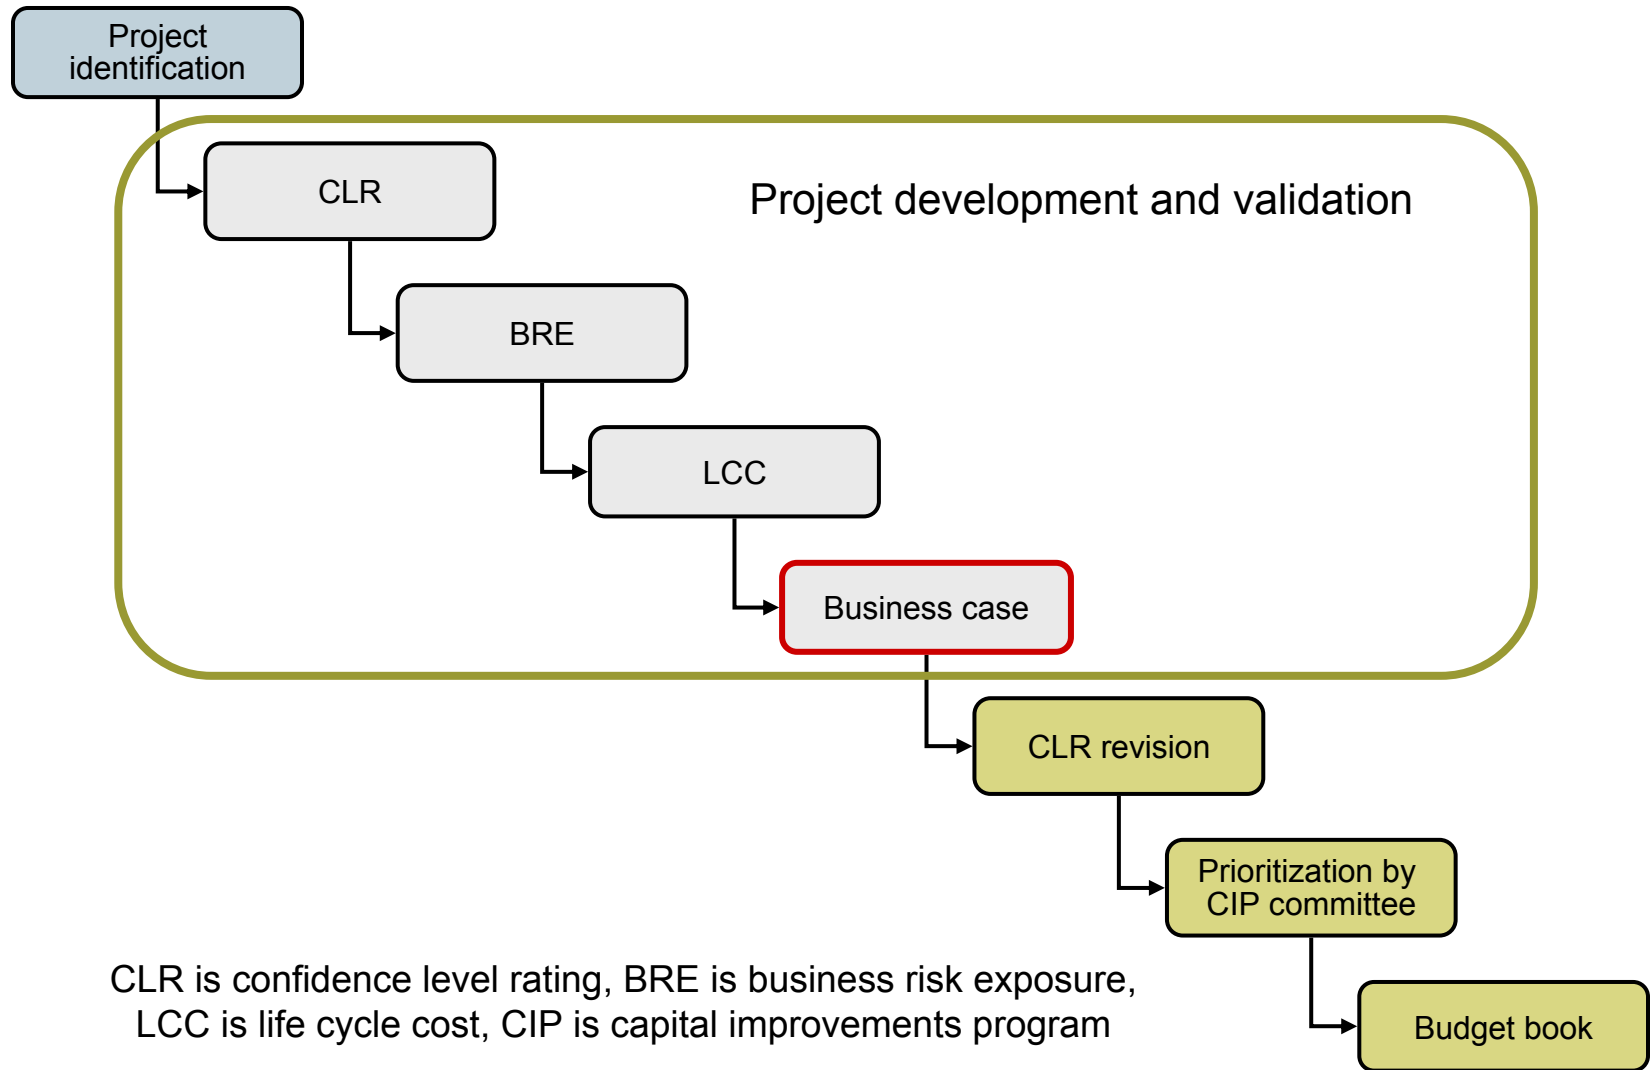 Project
identification
CLR
Project development and validation
BRE
LCC
Business case
CLR revision
Prioritization by
CIP committee
CLR is confidence level rating, BRE is business risk exposure,
LCC is life cycle cost, CIP is capital improvements program
Budget book